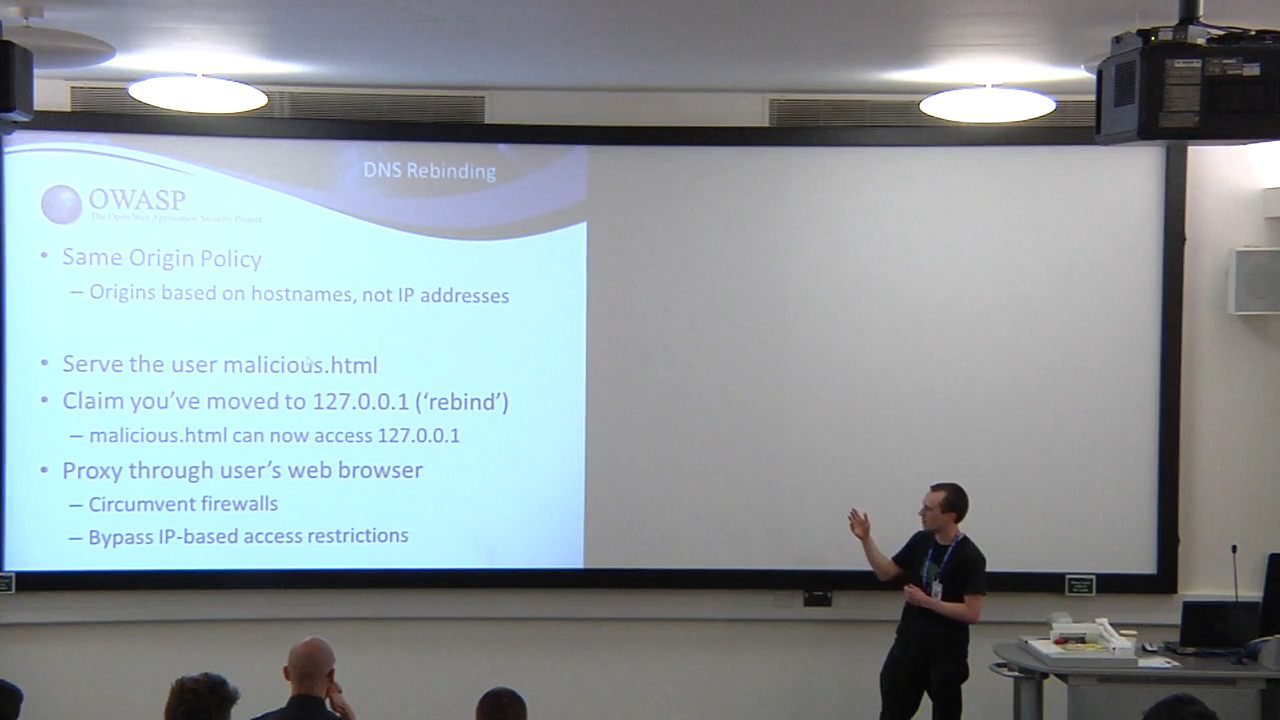 DNS Rebinding
OWASP
The Open Web Application Security Project
• Same Origin Policy
– Origins based on hostnames, not IP addresses
• Serve the user malicious.html
• Claim you've moved to 127.0.0.1 ('rebind')
– malicious.html can now access 127.0.0.1
• Proxy through user's web browser
– Circumvent firewalls
– Bypass IP-based access restrictions